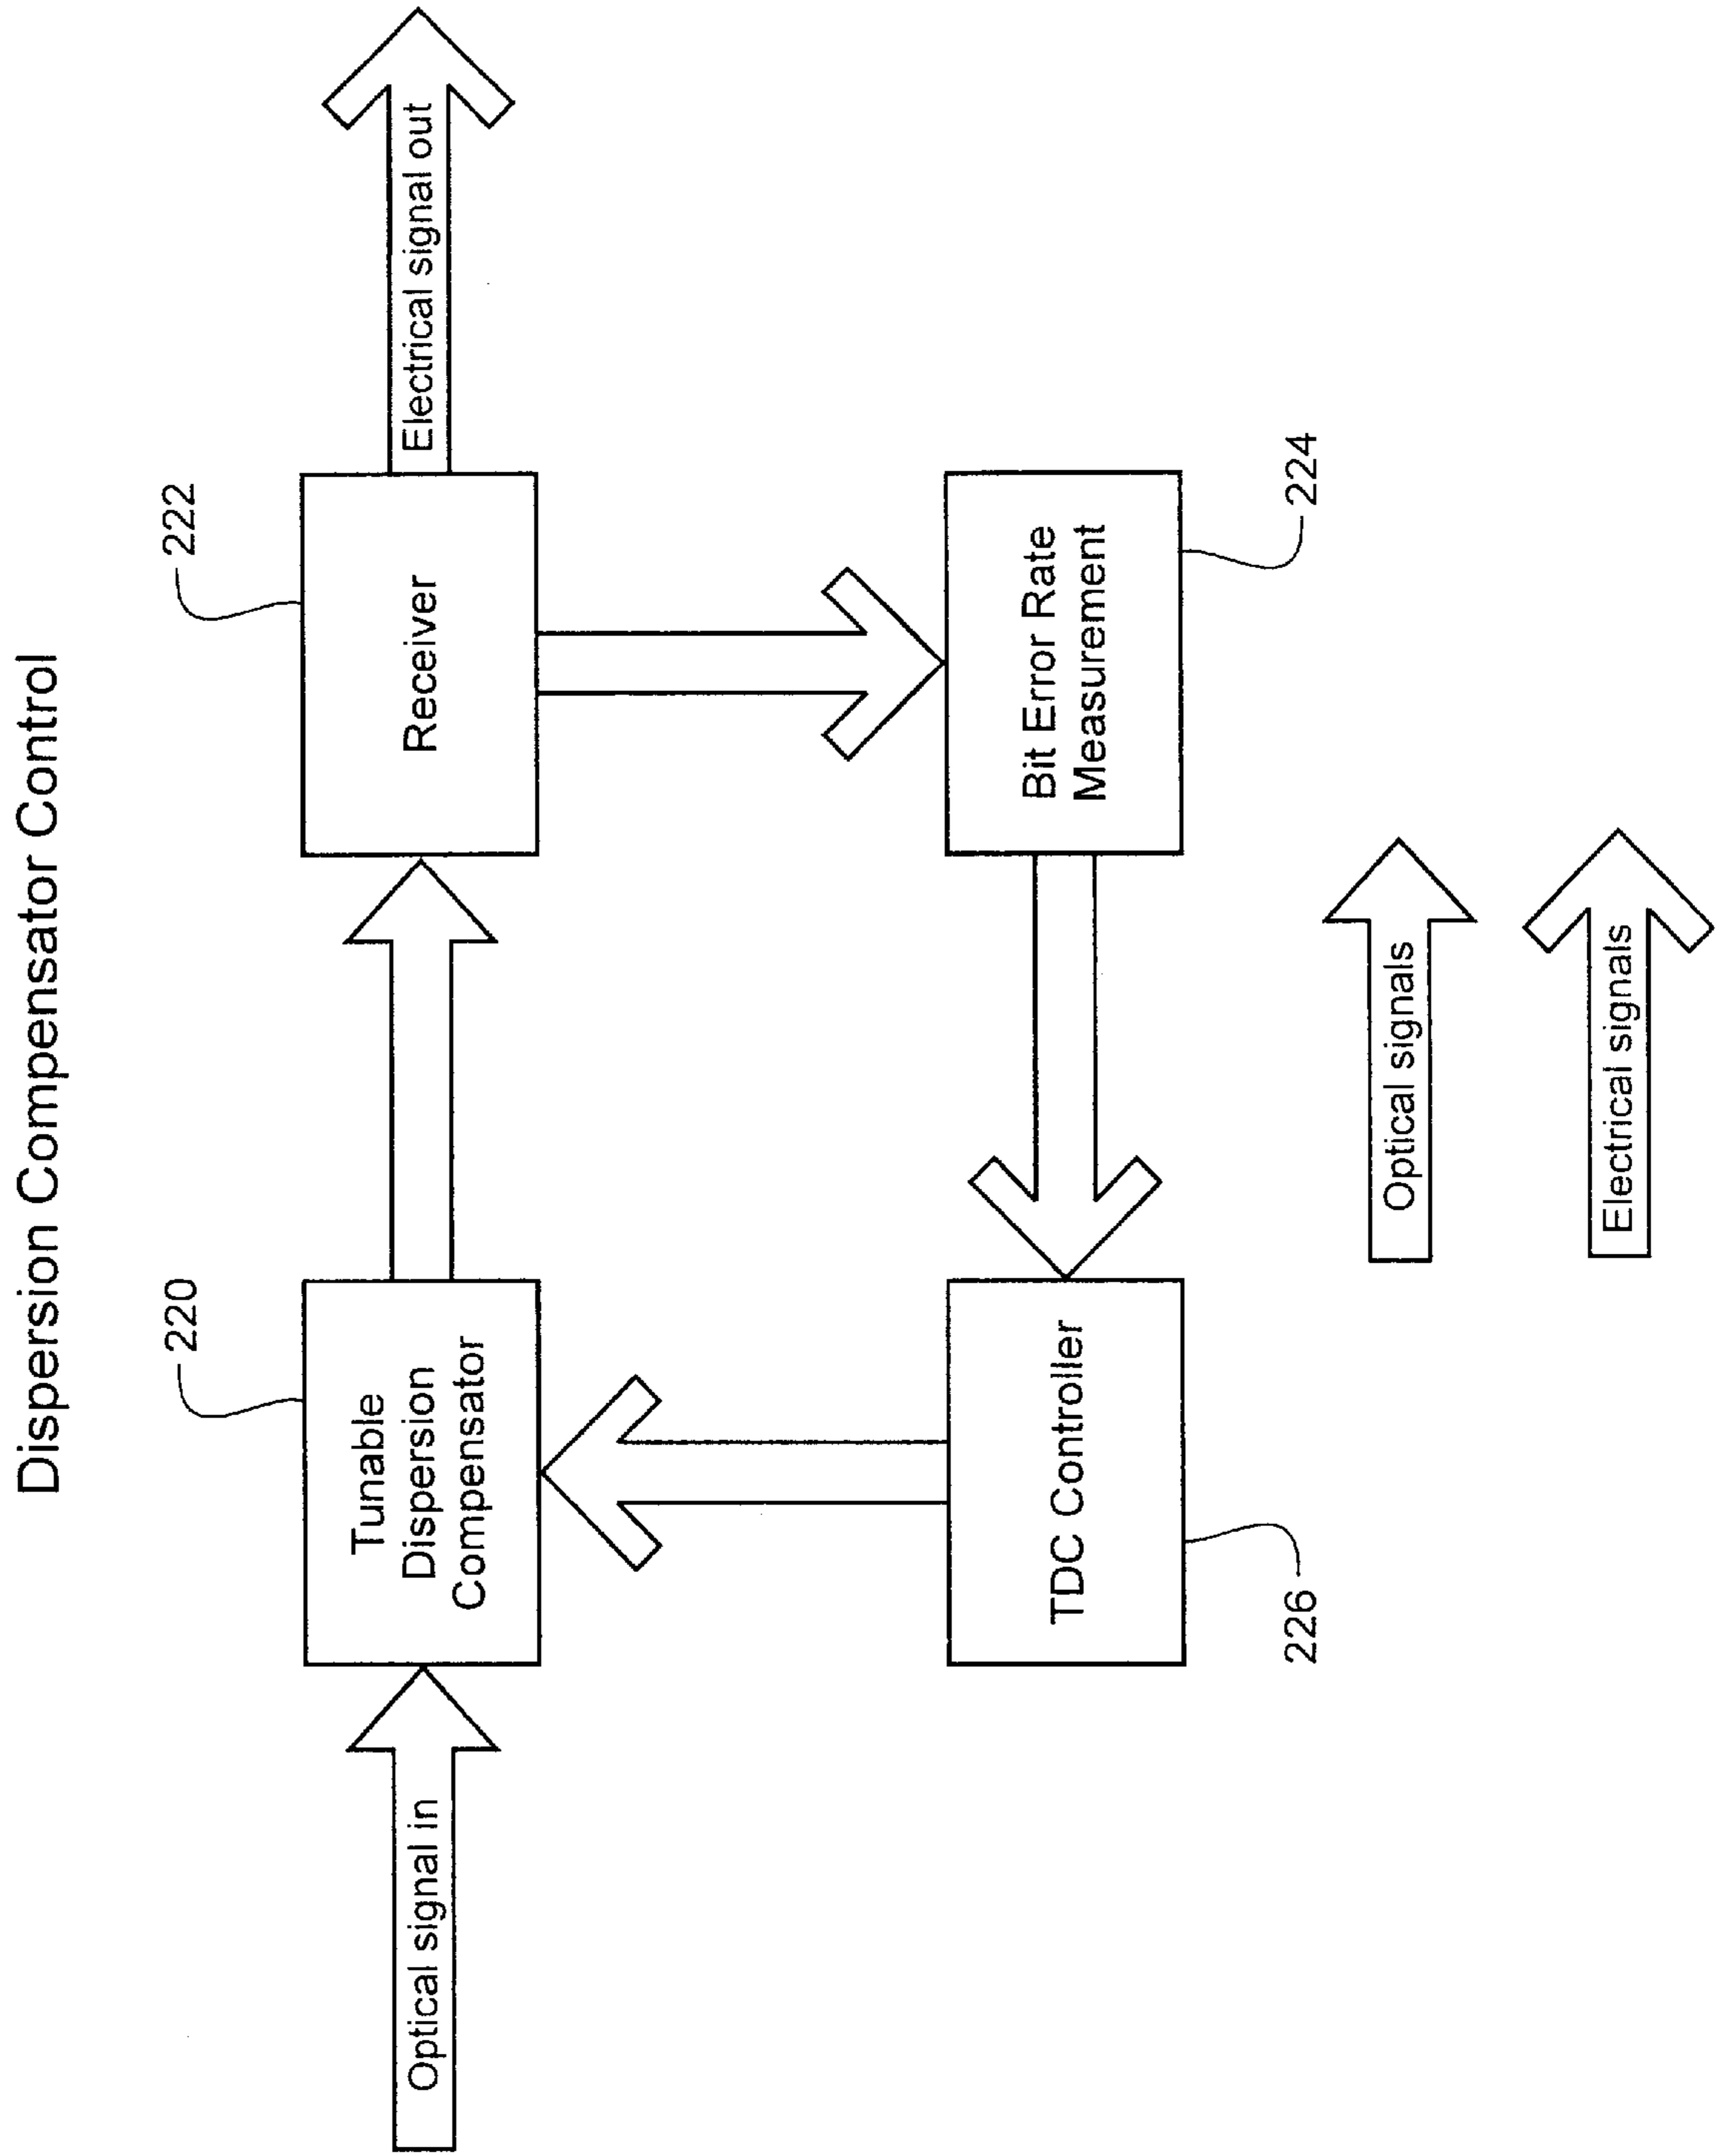 Dispersion Compensator Control
220
222
Optical signal in
Tunable
Dispersion
Compensator
Receiver
Electrical signal out
TDC Controller
Bit Error Rate
Measurement
226
224
Optical signals
Electrical signals